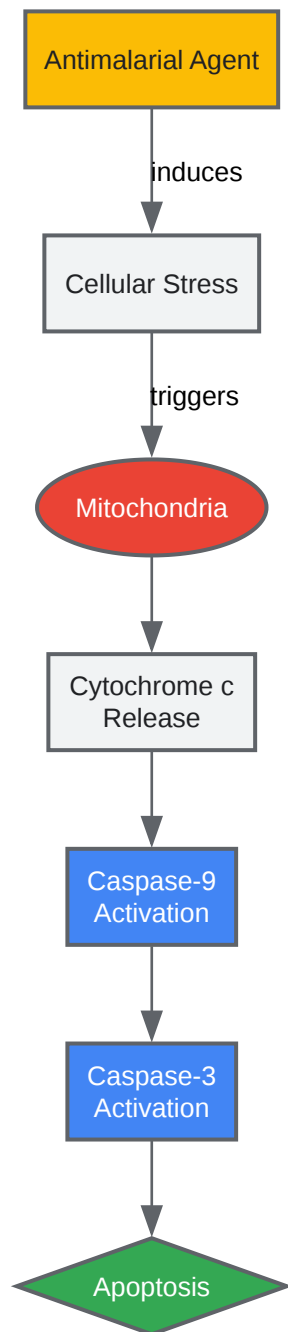 Antimalarial Agent
induces
Cellular Stress
triggers
Mitochondria
Cytochrome c
Release
Caspase-9
Activation
Caspase-3
Activation
Apoptosis